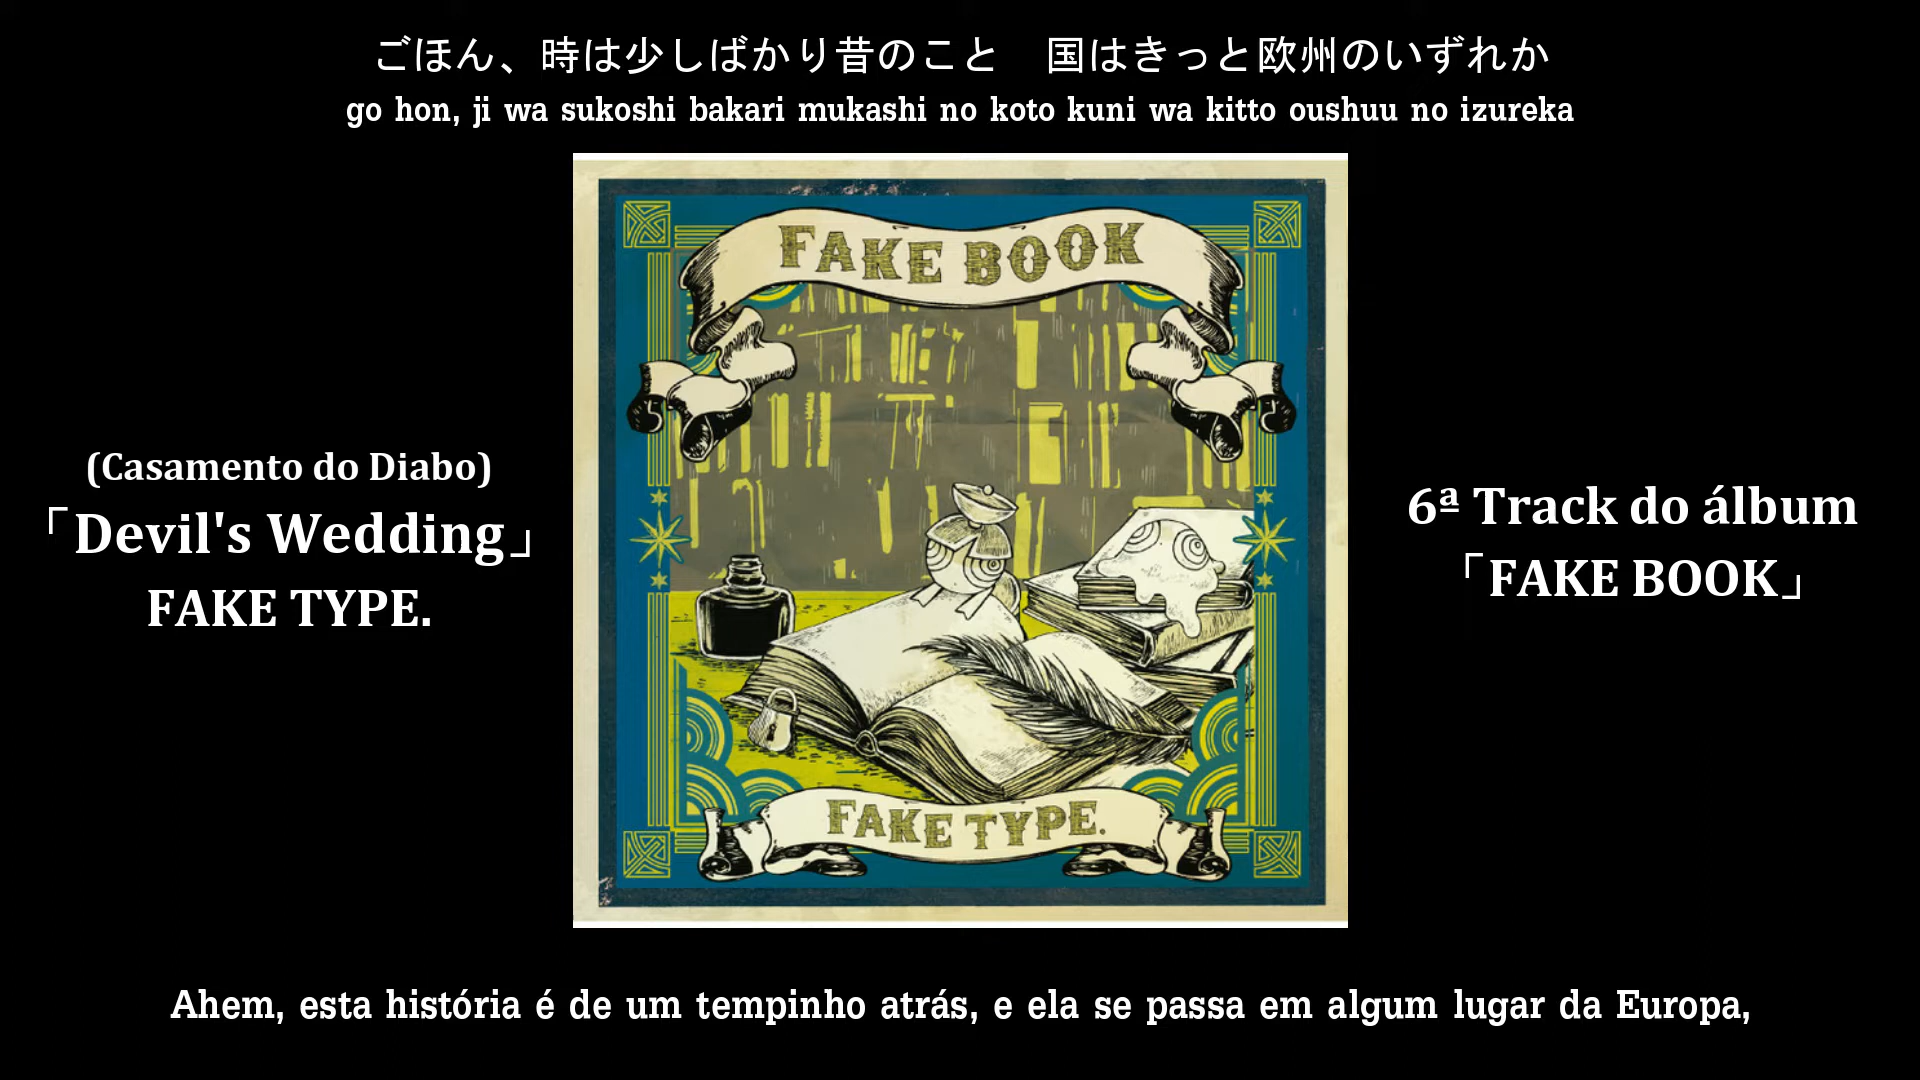 ごほん、時は少しばかり昔のこと　国はきっと欧州のいずれか
go hon, ji wa sukoshi bakari mukashi no koto kuni wa kitto oushuu no izureka
FAKE BOOK
(Casamento do Diabo)
「Devil's Wedding」
FAKE TYPE.
6ª Track do álbum
「FAKE BOOK」
FAKE TYPE.
Ahem, esta história é de um tempinho atrás, e ela se passa em algum lugar da Europa,